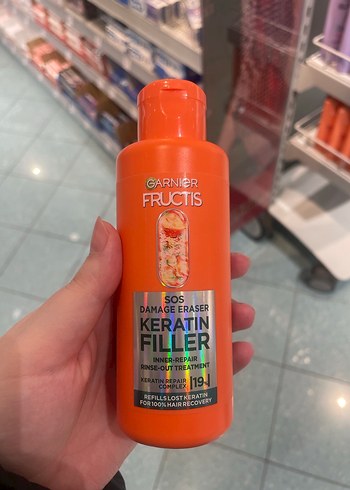 GARNIER
FRUCTIS
SOS
DAMAGE ERASER
KERATIN
FILLER
INNER-REPAIR
RINSE-OUT TREATMENT
KERATIN REPAIR
COMPLEX 19%
REFILLS LOST KERATIN
FOR 100% HAIR RECOVERY